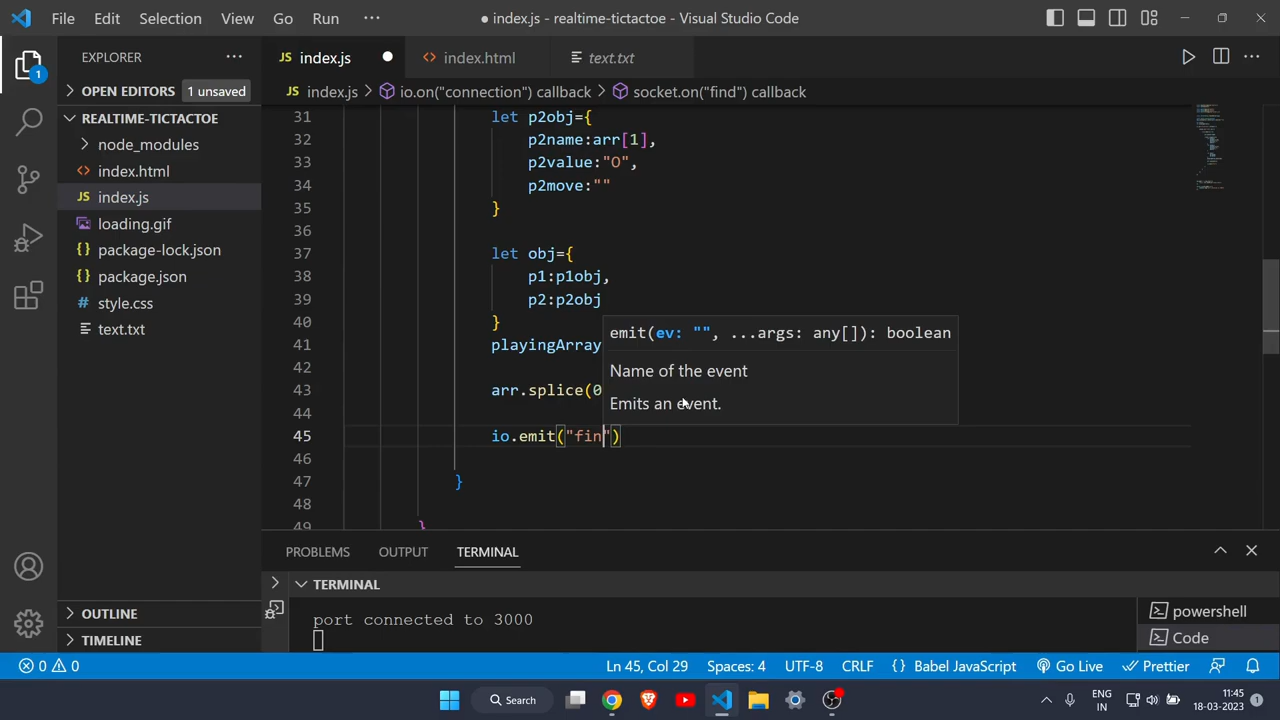 File Edit Selection View Go Run ··· ● index.js - realtime-tictactoe - Visual Studio Code
EXPLORER ···
JS index.js ● <> index.html text.txt ···
OPEN EDITORS 1 unsaved
JS index.js > io.on("connection") callback > socket.on("find") callback
REALTIME-TICTACTOE
node_modules
<> index.html
JS index.js
loading.gif
{} package-lock.json
{} package.json
# style.css
text.txt
OUTLINE
TIMELINE
1
31 let p2obj={
32 p2name:arr[1],
33 p2value:"O",
34 p2move:""
35 }
36
37 let obj={
38 p1:p1obj,
39 p2:p2obj
40 }
41 playingArray
42
43 arr.splice(0
44
45 io.emit("fin")
46
47 }
48
49 }
emit(ev: "", ...args: any[]): boolean
Name of the event
Emits an event.
PROBLEMS OUTPUT TERMINAL
TERMINAL
port connected to 3000
powershell
Code
0 0 Ln 45, Col 29 Spaces: 4 UTF-8 CRLF {} Babel JavaScript Go Live Prettier
Search
ENG
IN
11:45
18-03-2023
1